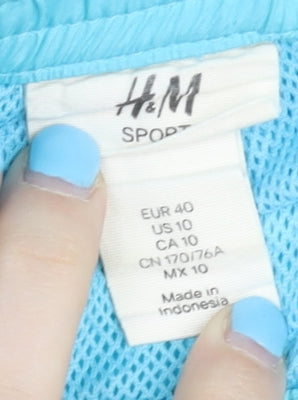 H&M
SPORT
EUR 40
US 10
CA 10
CN 170/76A
MX 10
Made in
Indonesia